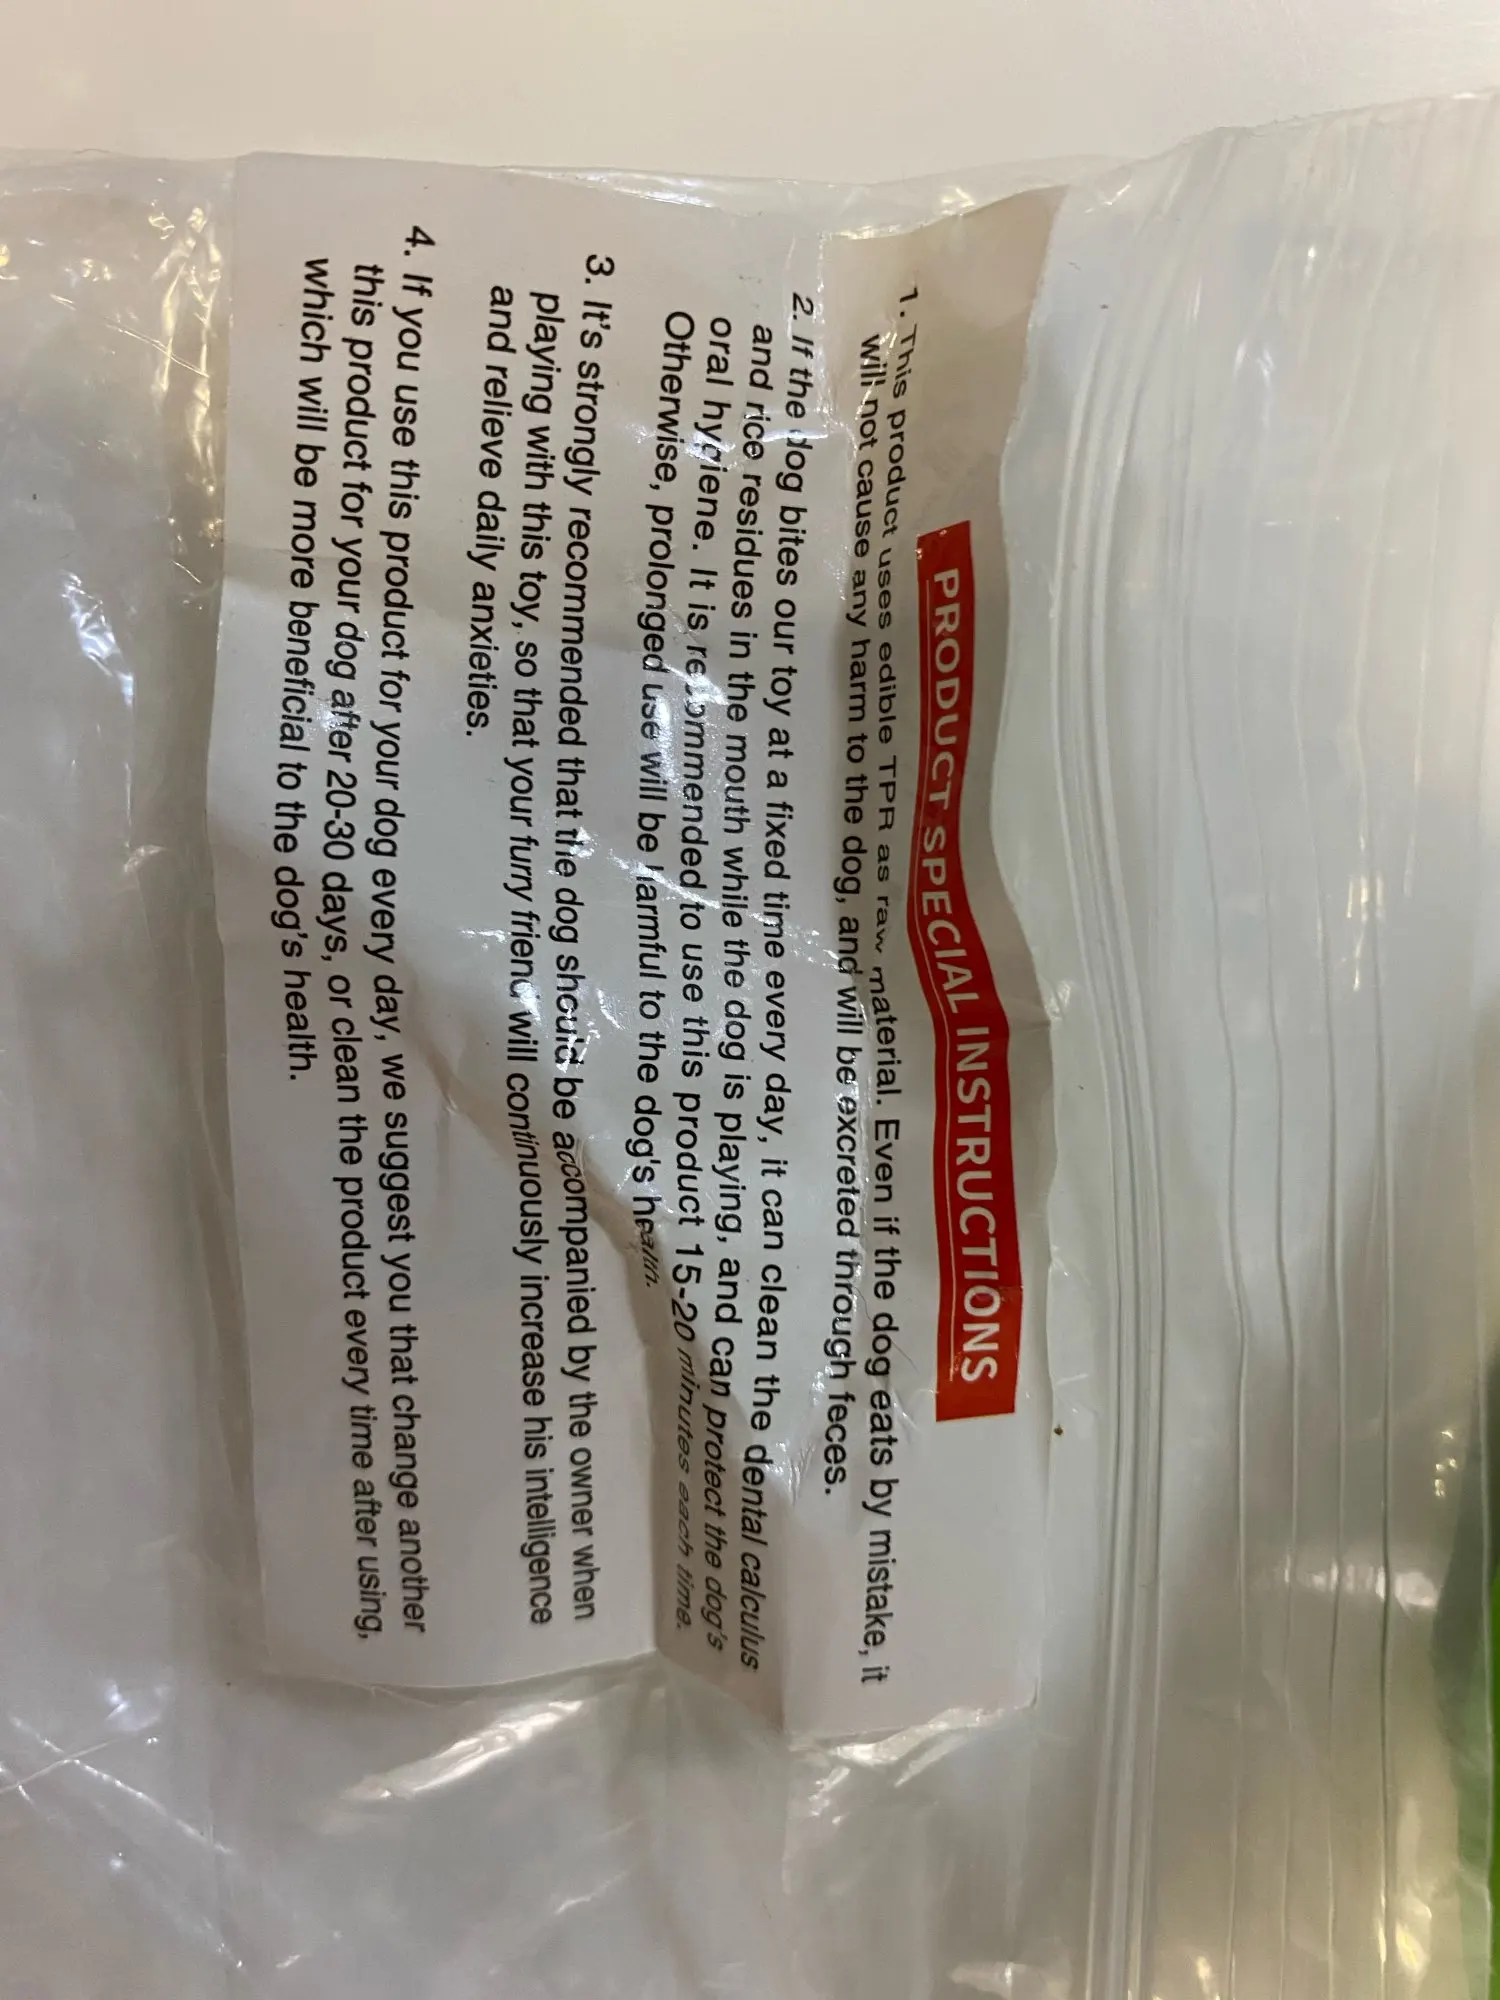 PRODUCT SPECIAL INSTRUCTIONS
1. This product uses edible TPR as raw material. Even if the dog eats by mistake, it
will not cause any harm to the dog, and will be excreted through feces.
2. If the dog bites our toy at a fixed time every day, it can clean the dental calculus
and rice residues in the mouth while the dog is playing, and can protect the dog's
oral hygiene. It is recommended to use this product 15-20 minutes each time.
Otherwise, prolonged use will be harmful to the dog's health.
3. It's strongly recommended that the dog should be accompanied by the owner when
playing with this toy, so that your furry friend will continuously increase his intelligence
and relieve daily anxieties.
4. If you use this product for your dog every day, we suggest you that change another
this product for your dog after 20-30 days, or clean the product every time after using,
which will be more beneficial to the dog's health.